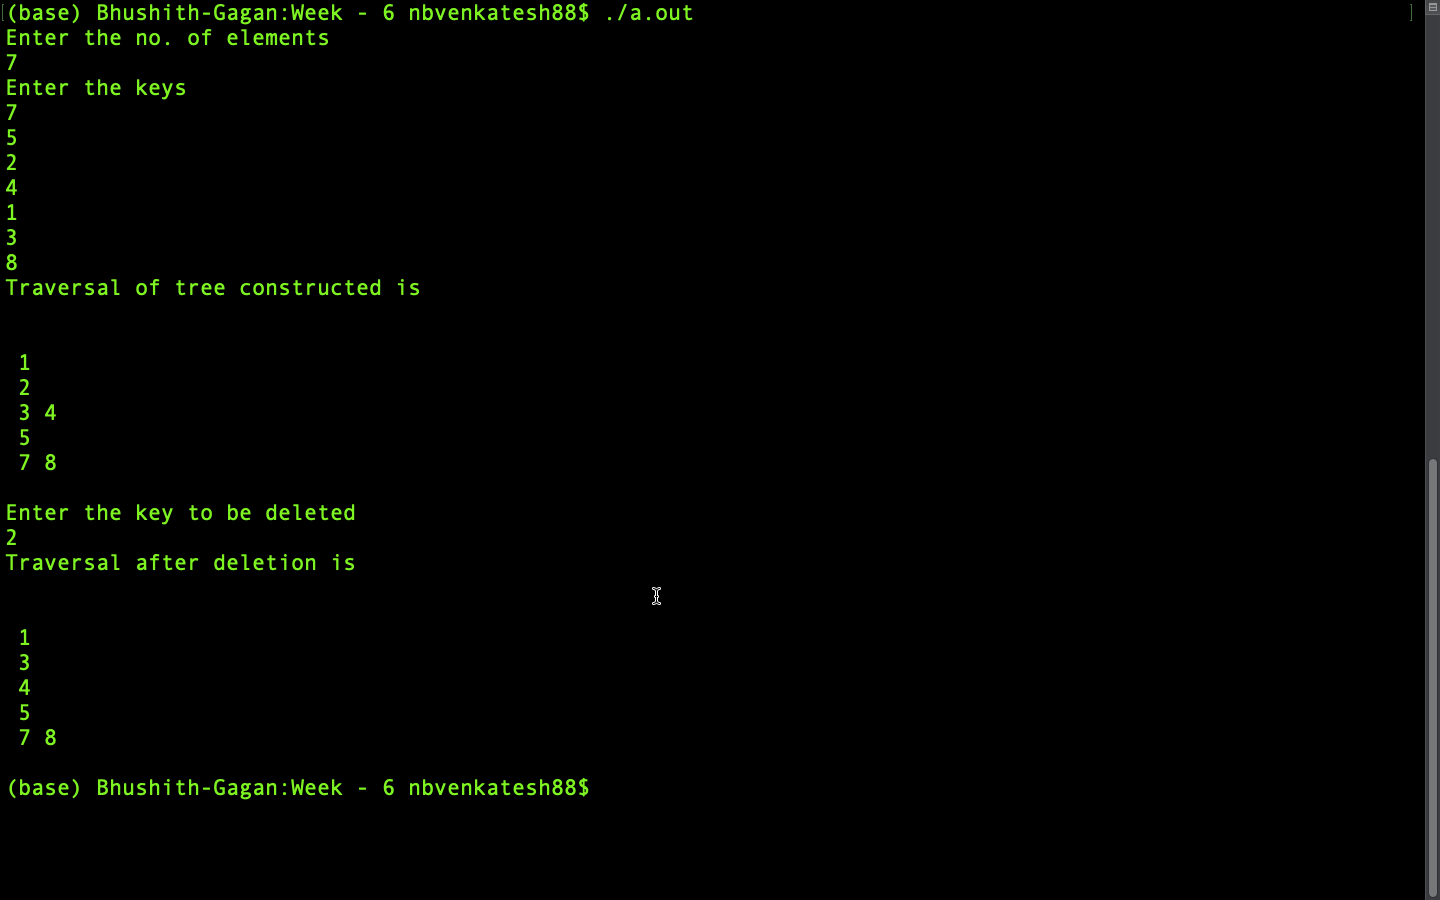 (base) Bhushith-Gagan:Week - 6 nbvenkatesh88$ ./a.out
Enter the no. of elements
7
Enter the keys
7
5
2
4
1
3
8
Traversal of tree constructed is
1
2
3 4
5
7 8
Enter the key to be deleted
2
Traversal after deletion is
1
3
4
5
7 8
(base) Bhushith-Gagan:Week - 6 nbvenkatesh88$